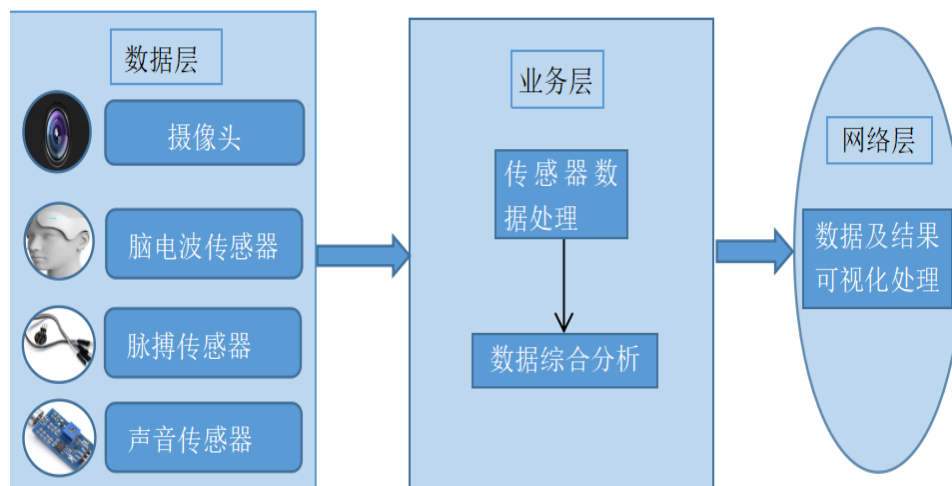 数据层
摄像头
脑电波传感器
脉搏传感器
声音传感器
业务层
传感器数
据处理
数据综合分析
网络层
数据及结果
可视化处理